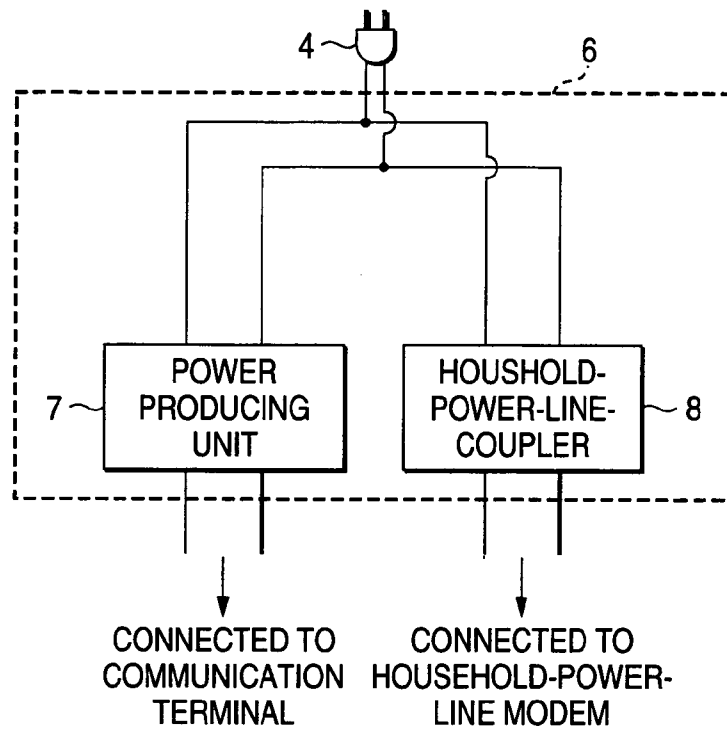 4
6
7
POWER
PRODUCING
UNIT
HOUSHOLD-
POWER-LINE-
COUPLER
8
CONNECTED TO
COMMUNICATION
TERMINAL
CONNECTED TO
HOUSEHOLD-POWER-
LINE MODEM